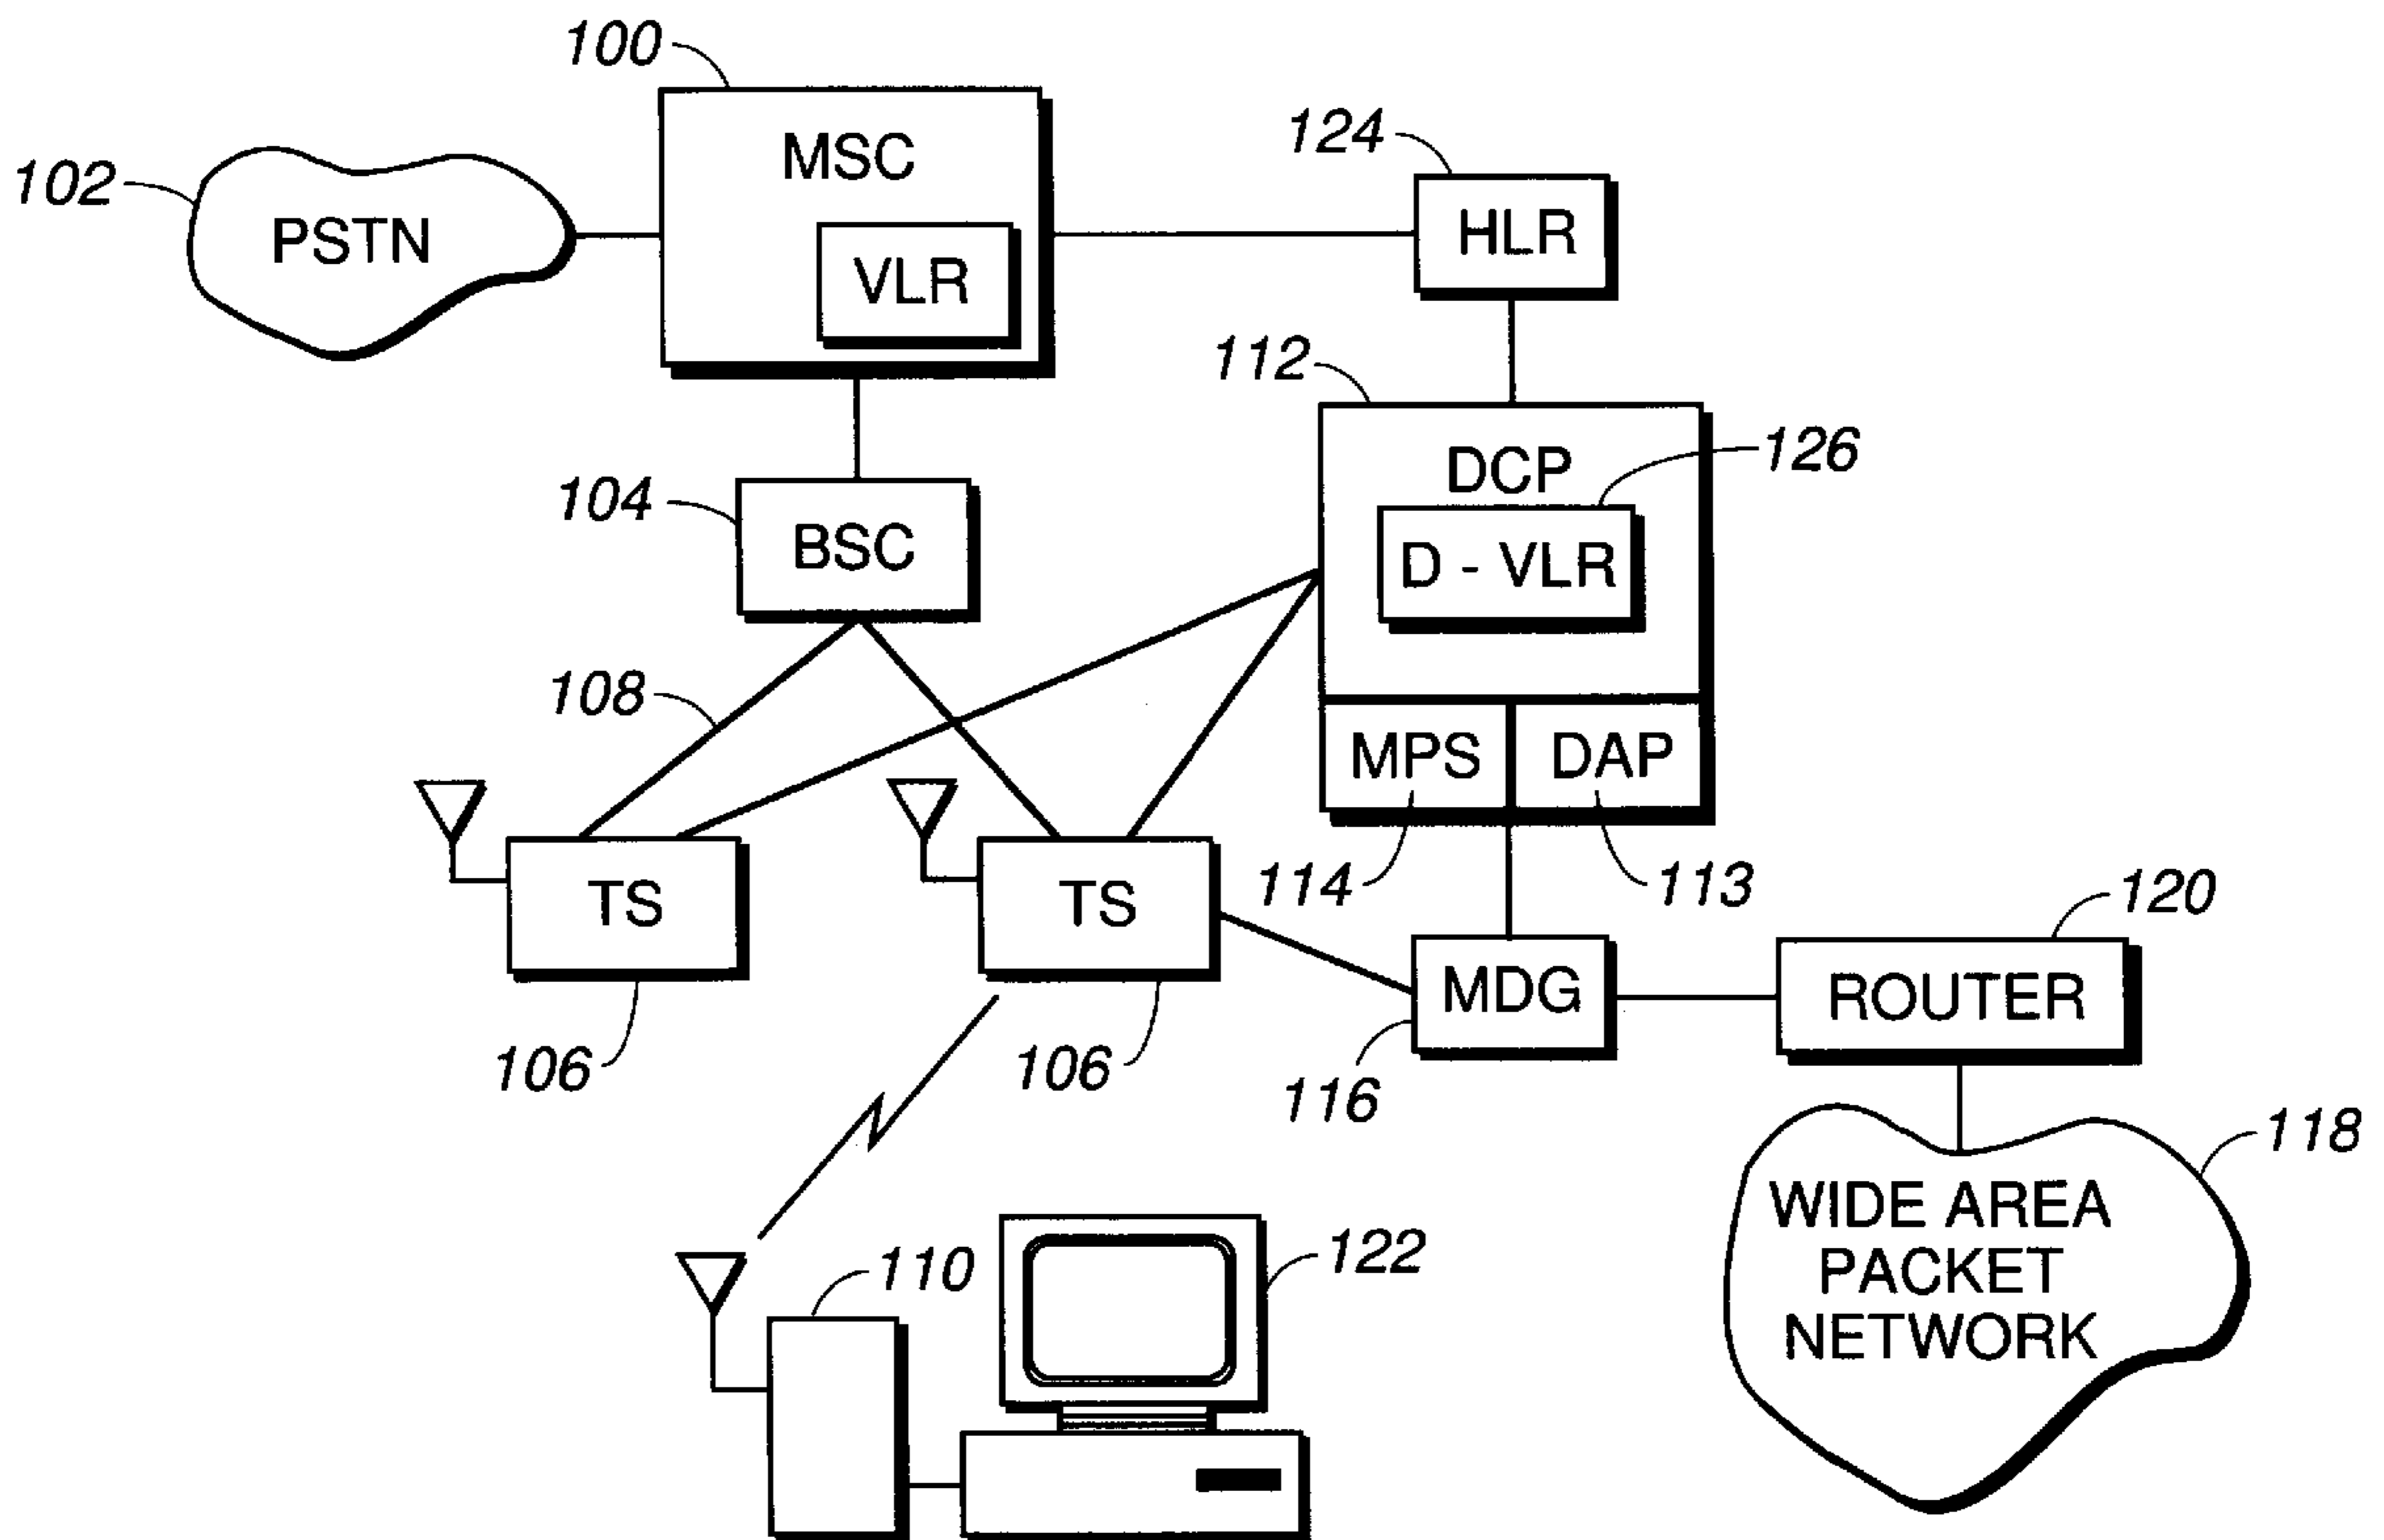 100
MSC
124
102
PSTN
HLR
VLR
112
DCP
126
104
BSC
D - VLR
108
MPS
DAP
TS
TS
114
113
120
MDG
ROUTER
106
106
116
118
WIDE AREA
PACKET
NETWORK
110
122